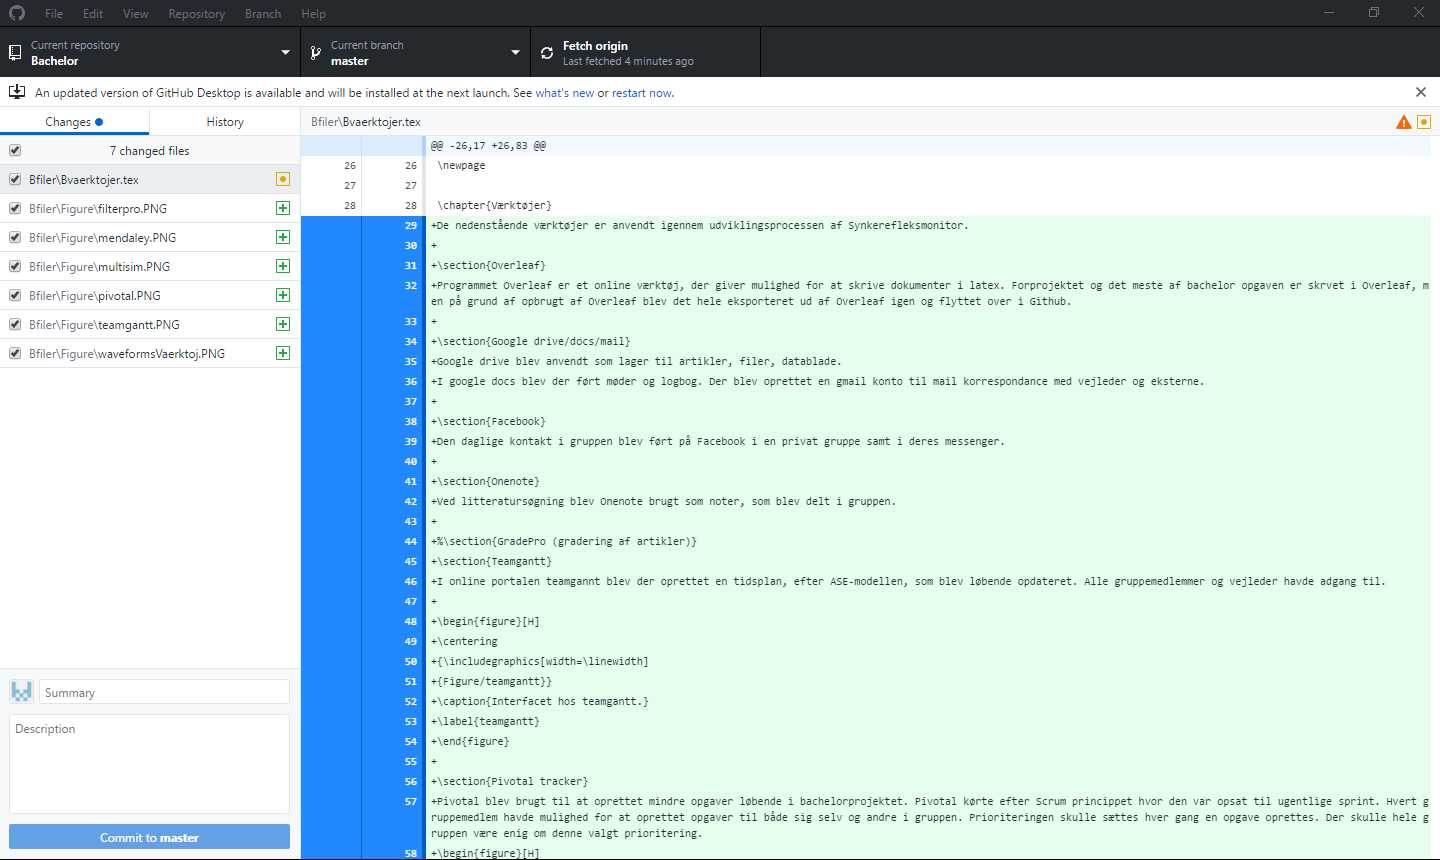 File Edit View Repository Branch Help
Current repository
Bachelor
Current branch
master
Fetch origin
Last fetched 4 minutes ago
An updated version of GitHub Desktop is available and will be installed at the next launch. See what's new or restart now.
Changes
History
Bfiler\Bvaerktojer.tex
7 changed files
Bfiler\Bvaerktojer.tex
Bfiler\Figure\filterpro.PNG
Bfiler\Figure\mendaley.PNG
Bfiler\Figure\multisim.PNG
Bfiler\Figure\pivotal.PNG
Bfiler\Figure\teamgantt.PNG
Bfiler\Figure\waveformsVaerktoj.PNG
Summary
Description
Commit to master
@@ -26,17 +26,83 @@
26 26 \newpage
27 27
28 28 \chapter{Værktøjer}
29 +De nedenstående værktøjer er anvendt igennem udviklingsprocessen af Synkerefleksmonitor.
30 +
31 +\section{Overleaf}
32 +Programmet Overleaf er et online værktøj, der giver mulighed for at skrive dokumenter i latex. Forprojektet og det meste af bachelor opgaven er skrvet i Overleaf, m
en på grund af opbrugt af Overleaf blev det hele eksporteret ud af Overleaf igen og flyttet over i Github.
33 +
34 +\section{Google drive/docs/mail}
35 +Google drive blev anvendt som lager til artikler, filer, datablade.
36 +I google docs blev der ført møder og logbog. Der blev oprettet en gmail konto til mail korrespondance med vejleder og eksterne.
37 +
38 +\section{Facebook}
39 +Den daglige kontakt i gruppen blev ført på Facebook i en privat gruppe samt i deres messenger.
40 +
41 +\section{Onenote}
42 +Ved litteratursøgning blev Onenote brugt som noter, som blev delt i gruppen.
43 +
44 +%\section{GradePro (gradering af artikler)}
45 +\section{Teamgantt}
46 +I online portalen teamgannt blev der oprettet en tidsplan, efter ASE-modellen, som blev løbende opdateret. Alle gruppemedlemmer og vejleder havde adgang til.
47 +
48 +\begin{figure}[H]
49 +\centering
50 +{\includegraphics[width=\linewidth]
51 +{Figure/teamgantt}}
52 +\caption{Interfacet hos teamgantt.}
53 +\label{teamgantt}
54 +\end{figure}
55 +
56 +\section{Pivotal tracker}
57 +Pivotal blev brugt til at oprettet mindre opgaver løbende i bachelorprojektet. Pivotal kørte efter Scrum princippet hvor den var opsat til ugentlige sprint. Hvert g
ruppemedlem havde mulighed for at oprettet opgaver til både sig selv og andre i gruppen. Prioriteringen skulle sættes hver gang en opgave oprettes. Der skulle hele g
ruppen være enig om denne valgt prioritering.
58 +\begin{figure}[H]